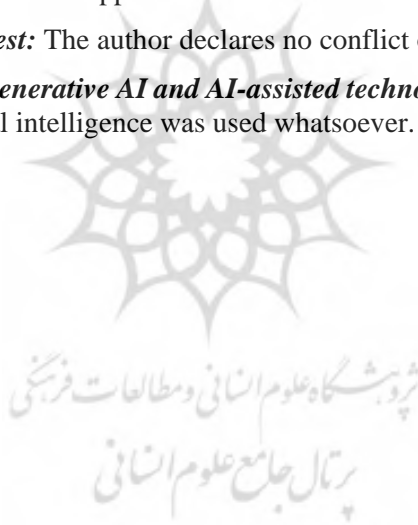 est: The author declares no conflict
enerative AI and AI-assisted techno
l intelligence was used whatsoever.
پژوهشگاه علوم انسانی و مطالعات فرهنگی
پرتال جامع علوم انسانی